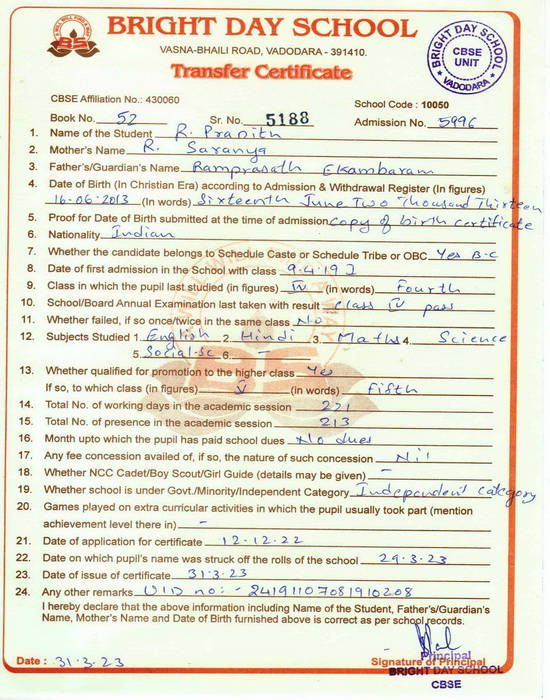 BRIGHT DAY SCHOOL
VASNA-BHAILI ROAD, VADODARA - 391410.
Transfer Certificate
BRIGHT DAY SCHOOL
CBSE
UNIT
VADODARA
BS
CBSE Affiliation No.: 430060
School Code : 10050
Book No. 52 Sr. No. 5188 Admission No. 5996
1. Name of the Student R. Pranith
2. Mother's Name R. Saranya
3. Father's/Guardian's Name Ramprasath Ekambaram
4. Date of Birth (In Christian Era) according to Admission & Withdrawal Register (In figures)
16-06-2013 (In words) Sixteenth June Two Thousand Thirteen
5. Proof for Date of Birth submitted at the time of admission copy of birth certificate
6. Nationality Indian
7. Whether the candidate belongs to Schedule Caste or Schedule Tribe or OBC Yes B-C
8. Date of first admission in the School with class 9-4-19 I
9. Class in which the pupil last studied (in figures) IV (in words) Fourth
10. School/Board Annual Examination last taken with result class IV pass
11. Whether failed, if so once/twice in the same class No
12. Subjects Studied 1. English 2. Hindi 3. Maths 4. Science
5. Social-Sc 6. -
13. Whether qualified for promotion to the higher class Yes
If so, to which class (in figures) V (in words) Fifth
14. Total No. of working days in the academic session 221
15. Total No. of presence in the academic session 213
16. Month upto which the pupil has paid school dues No dues
17. Any fee concession availed of, if so, the nature of such concession Nil
18. Whether NCC Cadet/Boy Scout/Girl Guide (details may be given) -
19. Whether school is under Govt./Minority/Independent Category Independent category
20. Games played on extra curricular activities in which the pupil usually took part (mention
achievement level there in) -
21. Date of application for certificate 12-12-22
22. Date on which pupil's name was struck off the rolls of the school 29-3-23
23. Date of issue of certificate 31-3-23
24. Any other remarks UID no:- 24191107081910208
I hereby declare that the above information including Name of the Student, Father's/Guardian's
Name, Mother's Name and Date of Birth furnished above is correct as per school records.
Date : 31-3-23
Principal
Signature of Principal
BRIGHT DAY SCHOOL
CBSE